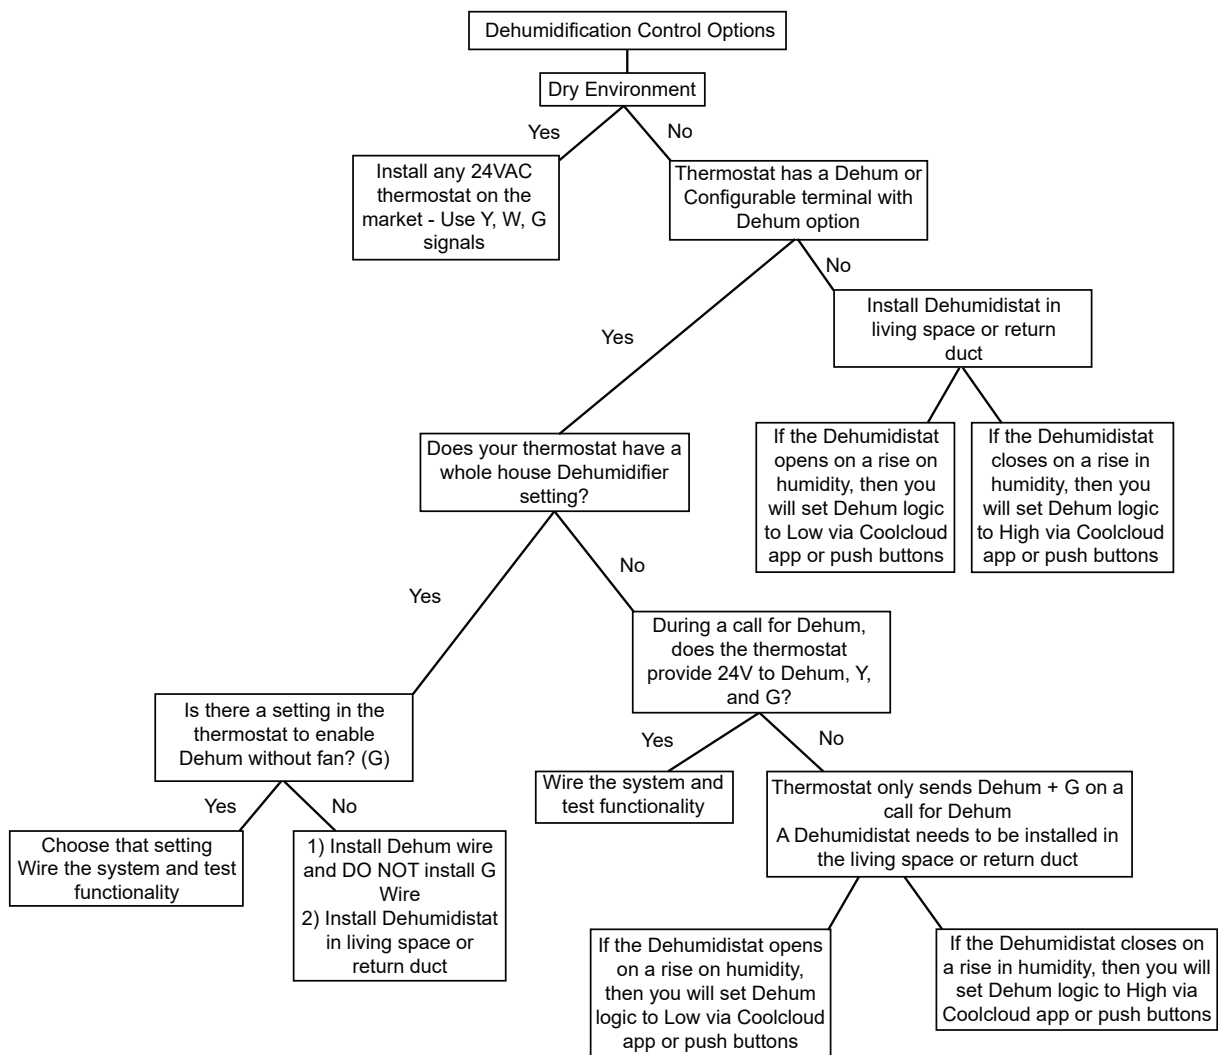 Dehumidification Control Options
Dry Environment
Yes
No
Install any 24VAC
thermostat on the
market - Use Y, W, G
signals
Thermostat has a Dehum or
Configurable terminal with
Dehum option
No
Yes
Install Dehumidistat in
living space or return
duct
Does your thermostat have a
whole house Dehumidifier
setting?
If the Dehumidistat
opens on a rise on
humidity, then you
will set Dehum logic
to Low via Coolcloud
app or push buttons
If the Dehumidistat
closes on a rise in
humidity, then you
will set Dehum logic
to High via Coolcloud
app or push buttons
Yes
No
During a call for Dehum,
does the thermostat
provide 24V to Dehum, Y,
and G?
Is there a setting in the
thermostat to enable
Dehum without fan? (G)
Yes
No
Wire the system and
test functionality
Thermostat only sends Dehum + G on a
call for Dehum
A Dehumidistat needs to be installed in
the living space or return duct
Yes
No
Choose that setting
Wire the system and test
functionality
1) Install Dehum wire
and DO NOT install G
Wire
2) Install Dehumidistat
in living space or
return duct
If the Dehumidistat opens
on a rise on humidity,
then you will set Dehum
logic to Low via Coolcloud
app or push buttons
If the Dehumidistat closes on
a rise in humidity, then you will
set Dehum logic to High via
Coolcloud app or push buttons